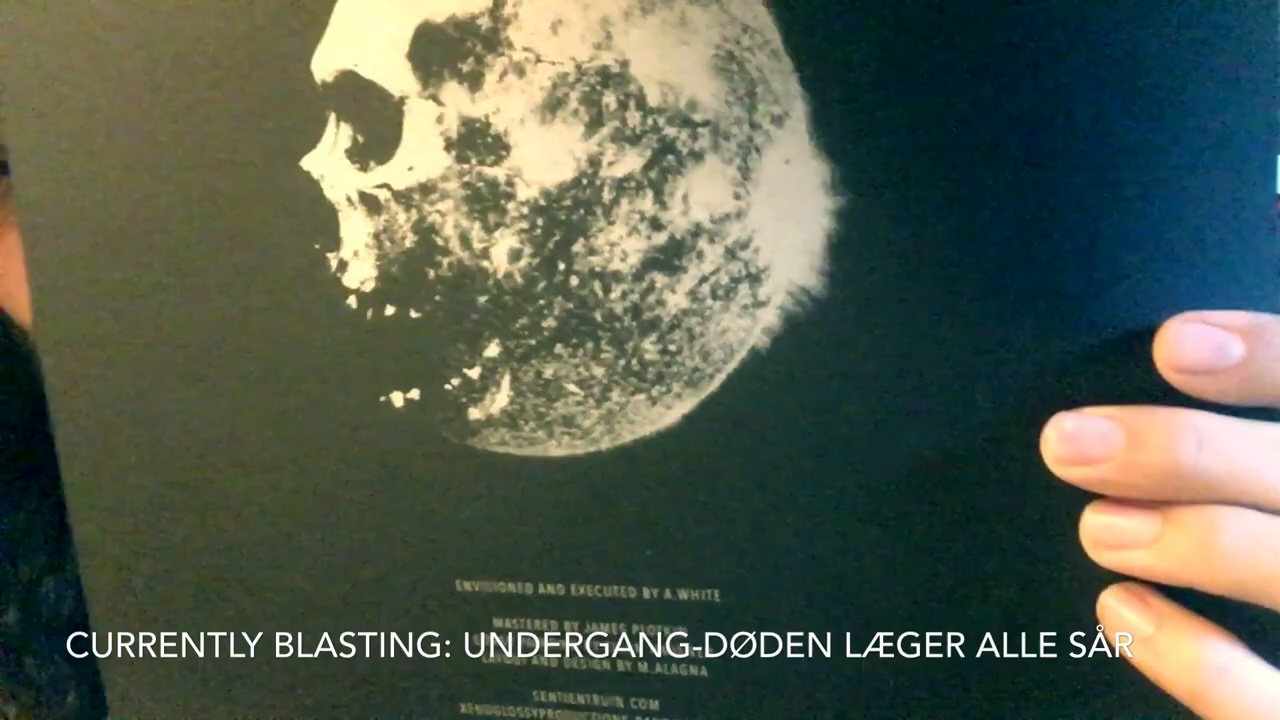 ENVISIONED AND EXECUTED BY A.WHITE
MASTERED BY JAMES PLOTKIN
CURRENTLY BLASTING: UNDERGANG-DØDEN LÆGER ALLE SÅR
LAYOUT AND DESIGN BY M.ALAGNA
SENTIENTRUIN.COM